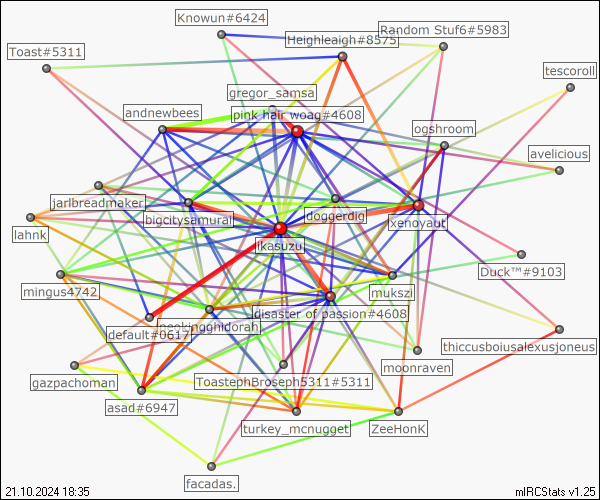 Knowun#6424
Heighleaigh#8575
Random Stuf6#5983
Toast#5311
tescoroll
gregor_samsa
andnewbees
pink hair woag#4608
ogshroom
avelicious
jarlbreadmaker
bigcitysamurai
doggerdjg
xenoyaut
lahnk
ikasuzu
Duck™#9103
mingus4742
mukszi
disaster of passion#4608
default#0617
thiccusboiusalexusjoneus
moonraven
gazpachoman
ToastephBroseph5311#5311
asad#6947
turkey_mcnugget
ZeeHonK
facadas.
21.10.2024 18:35
mIRCStats v1.25